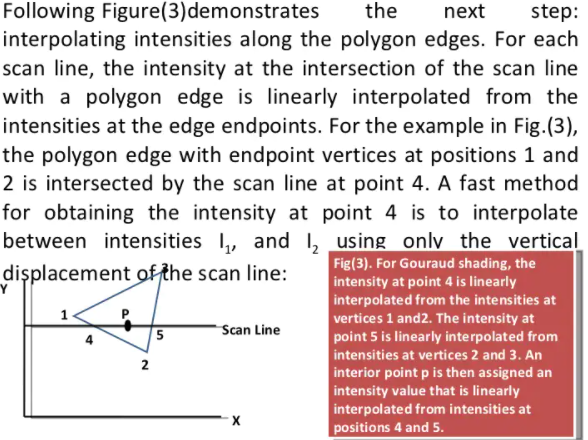 Following Figure(3)demonstrates the next step:
interpolating intensities along the polygon edges. For each
scan line, the intensity at the intersection of the scan line
with a polygon edge is linearly interpolated from the
intensities at the edge endpoints. For the example in Fig.(3),
the polygon edge with endpoint vertices at positions 1 and
2 is intersected by the scan line at point 4. A fast method
for obtaining the intensity at point 4 is to interpolate
between intensities I₁, and I₂ using only the vertical
displacement of the scan line:
3
Y
1
P
4
5
Scan Line
2
X
Fig(3). For Gouraud shading, the
intensity at point 4 is linearly
interpolated from the intensities at
vertices 1 and2. The intensity at
point 5 is linearly interpolated from
intensities at vertices 2 and 3. An
interior point p is then assigned an
intensity value that is linearly
interpolated from intensities at
positions 4 and 5.